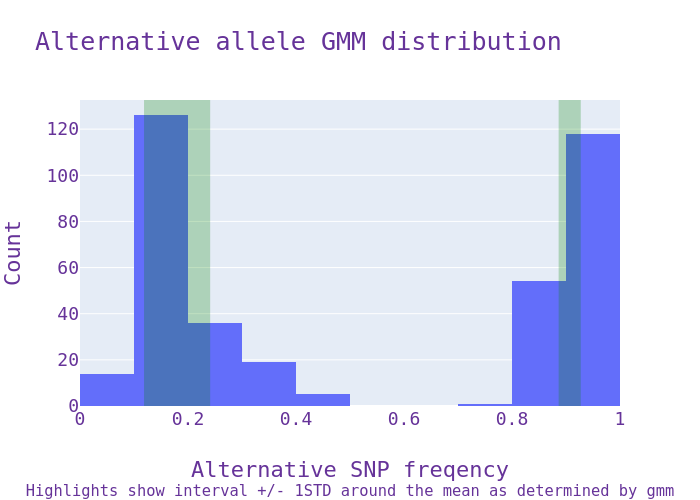 Alternative allele GMM distribution
Count
120
100
80
60
40
20
0
0 0.2 0.4 0.6 0.8 1
Alternative SNP freqency
Highlights show interval +/- 1STD around the mean as determined by gmm